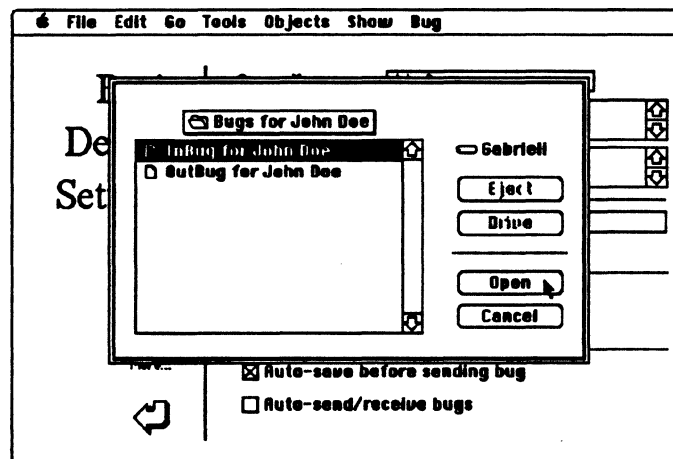 File Edit Go Tools Objects Show Bug
Bugs for John Doe
InBug for John Doe
OutBug for John Doe
De
Set
Gabriell
Eject
Drive
Open
Cancel
Auto-save before sending bug
Auto-send/receive bugs